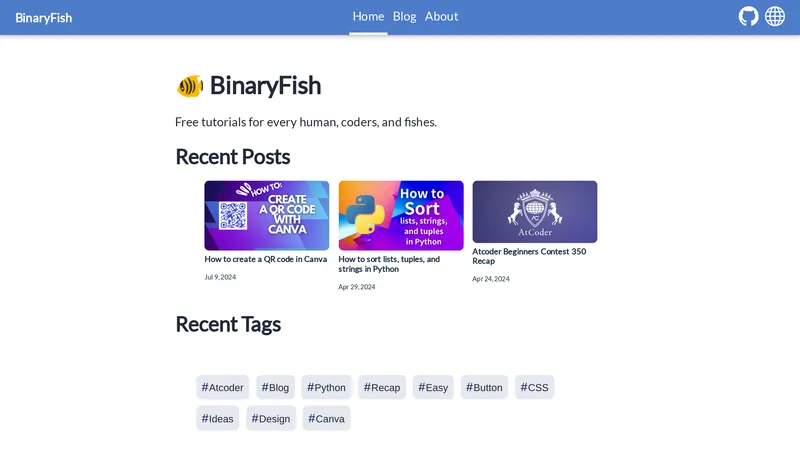 BinaryFish
Home Blog About
BinaryFish
Free tutorials for every human, coders, and fishes.
Recent Posts
HOW TO:
CREATE
A QR CODE
WITH
CANVA
How to create a QR code in Canva
Jul 9, 2024
How to
Sort
lists, strings,
and tuples
in Python
How to sort lists, tuples, and
strings in Python
Apr 29, 2024
AC
AtCoder
Atcoder Beginners Contest 350
Recap
Apr 24, 2024
Recent Tags
#Atcoder #Blog #Python #Recap #Easy #Button #CSS
#Ideas #Design #Canva